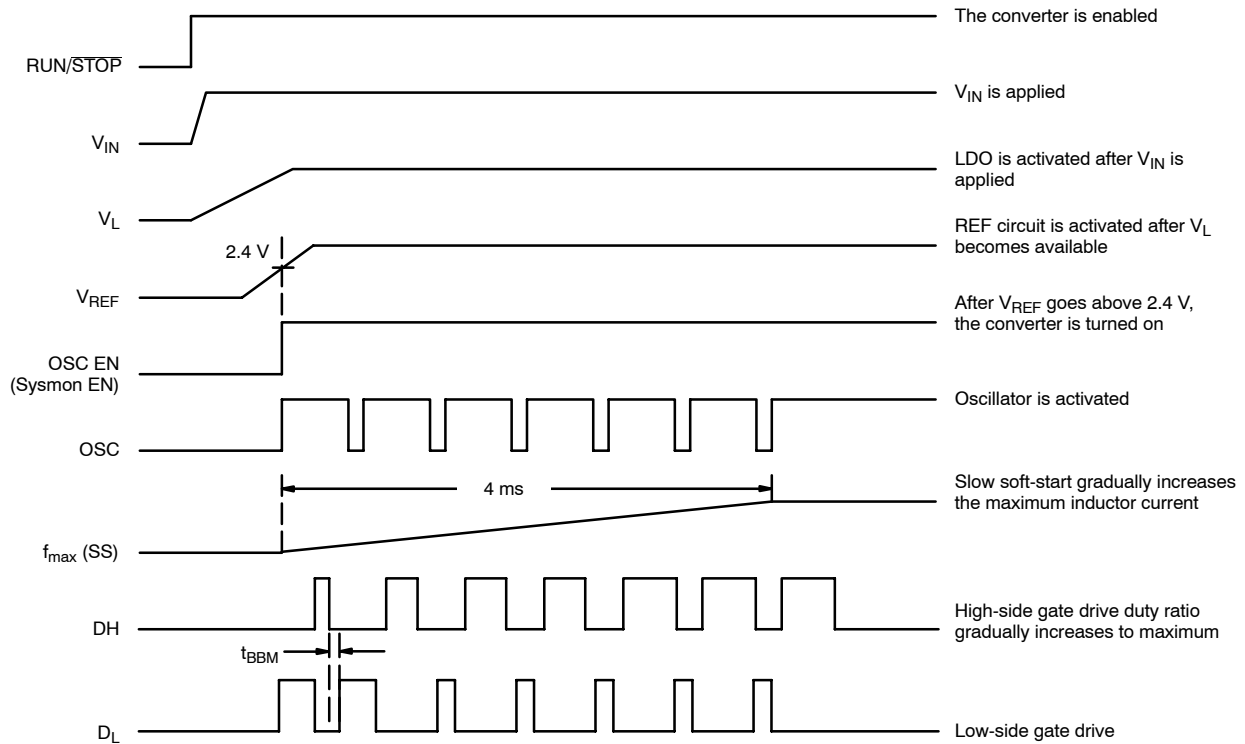 The converter is enabled
RUN/STOP
V_IN is applied
V_IN
LDO is activated after V_IN is
applied
V_L
REF circuit is activated after V_L
becomes available
2.4 V
V_REF
After V_REF goes above 2.4 V,
the converter is turned on
OSC EN
(Sysmon EN)
Oscillator is activated
OSC
Slow soft-start gradually increases
the maximum inductor current
4 ms
f_max (SS)
High-side gate drive duty ratio
gradually increases to maximum
DH
t_BBM
D_L
Low-side gate drive